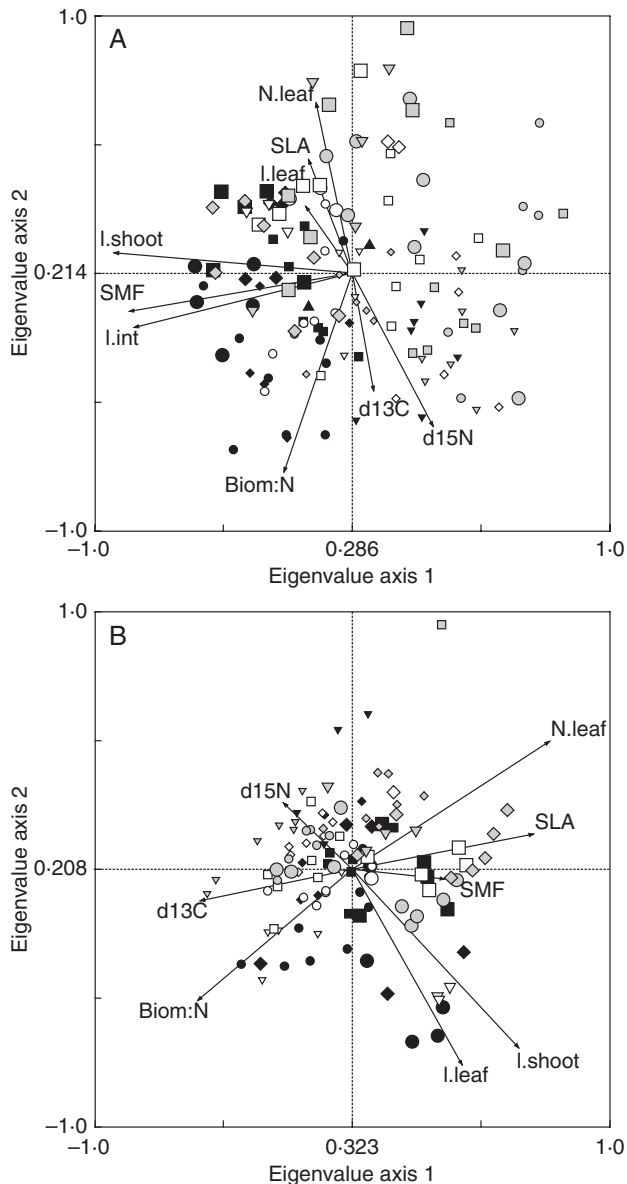 1·0
A
N.leaf
SLA
l.leaf
l.shoot
0·214
SMF
l.int
d13C
d15N
Biom:N
Eigenvalue axis 2
–1·0
–1·0
0·286
1·0
Eigenvalue axis 1
1·0
B
N.leaf
d15N
SLA
0·208
SMF
d13C
Biom:N
l.shoot
l.leaf
Eigenvalue axis 2
–1·0
–1·0
0·323
1·0
Eigenvalue axis 1